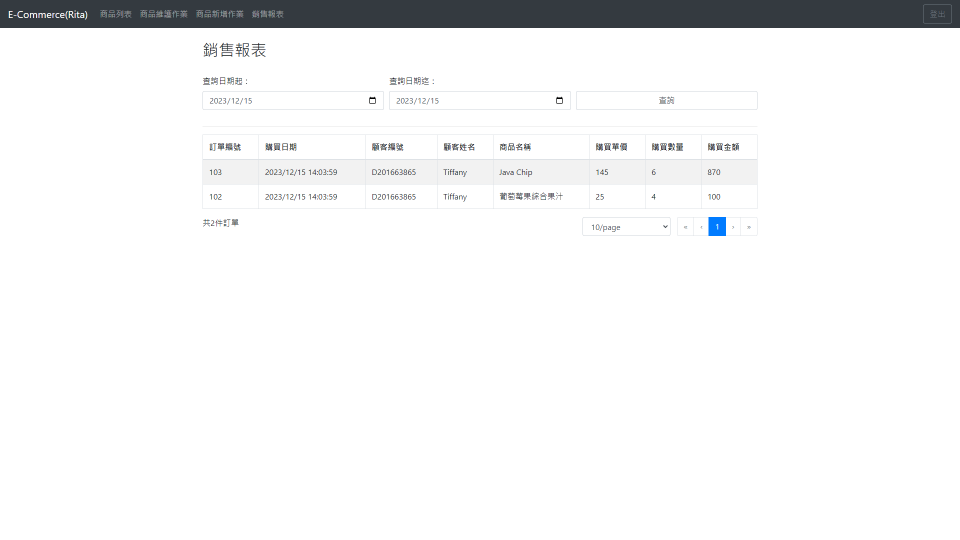 E-Commerce(Rita) 商品列表 商品維護作業 商品新增作業 銷售報表 登出
銷售報表
查詢日期起： 查詢日期迄：
2023/12/15 2023/12/15 查詢
訂單編號 購買日期 顧客編號 顧客姓名 商品名稱 購買單價 購買數量 購買金額
103 2023/12/15 14:03:59 D201663865 Tiffany Java Chip 145 6 870
102 2023/12/15 14:03:59 D201663865 Tiffany 葡萄莓果綜合果汁 25 4 100
共2件訂單 10/page « ‹ 1 › »